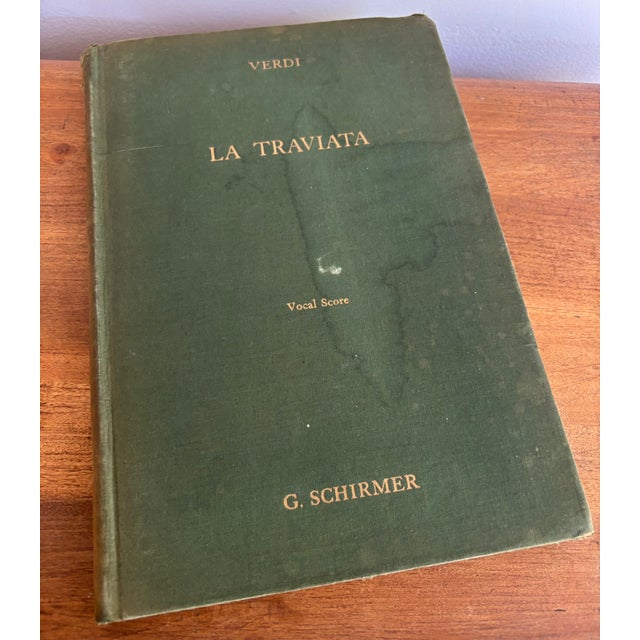 VERDI
LA TRAVIATA
Vocal Score
G. SCHIRMER